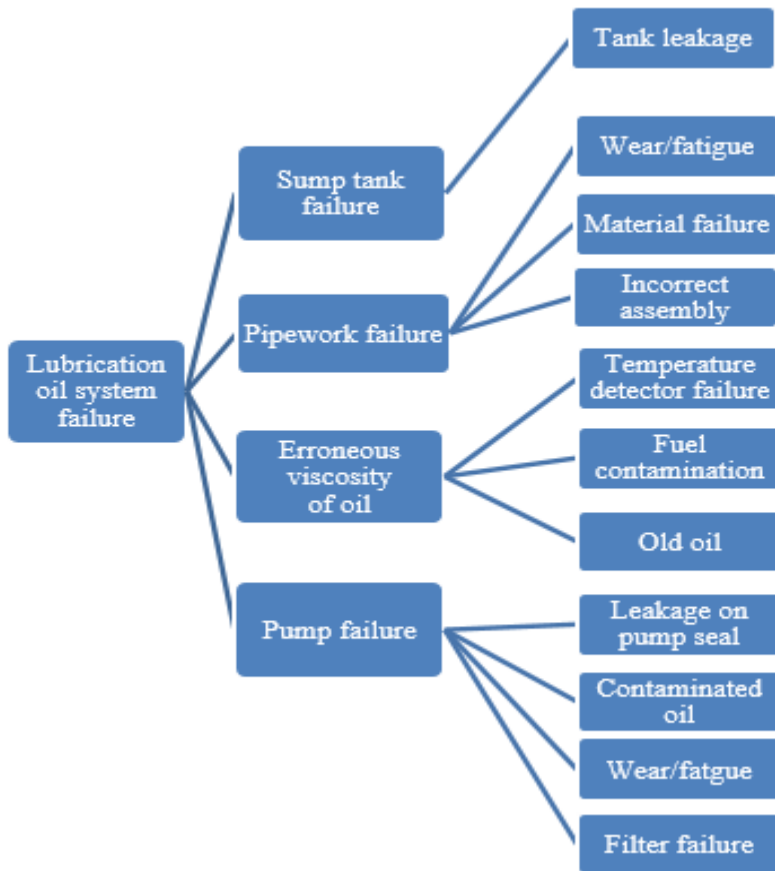 Tank leakage
Wear/fatigue
Sump tank
failure
Material failure
Incorrect
assembly
Pipework failure
Lubrication
oil system
failure
Temperature
detector failure
Erroneous
viscosity
of oil
Fuel
contamination
Old oil
Pump failure
Leakage on
pump seal
Contaminated
oil
Wear/fatgue
Filter failure